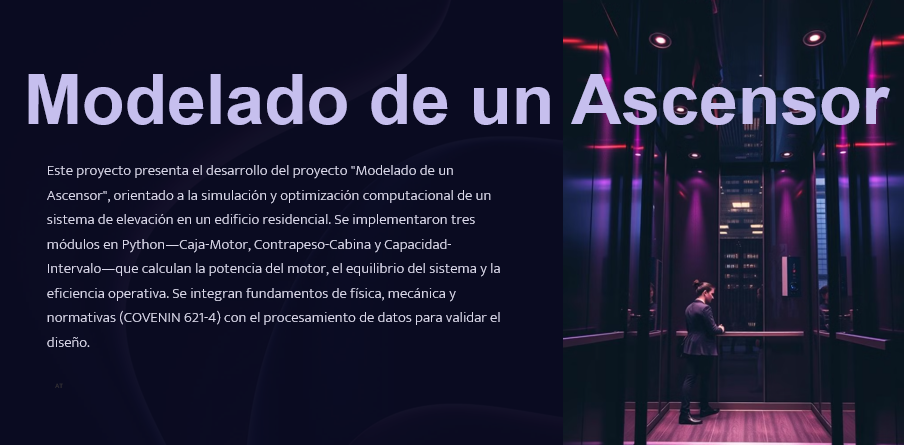 Modelado de un Ascensor
Este proyecto presenta el desarrollo del proyecto "Modelado de un
Ascensor", orientado a la simulación y optimización computacional de un
sistema de elevación en un edificio residencial. Se implementaron tres
módulos en Python—Caja-Motor, Contrapeso-Cabina y Capacidad-
Intervalo—que calculan la potencia del motor, el equilibrio del sistema y la
eficiencia operativa. Se integran fundamentos de física, mecánica y
normativas (COVENIN 621-4) con el procesamiento de datos para validar el
diseño.